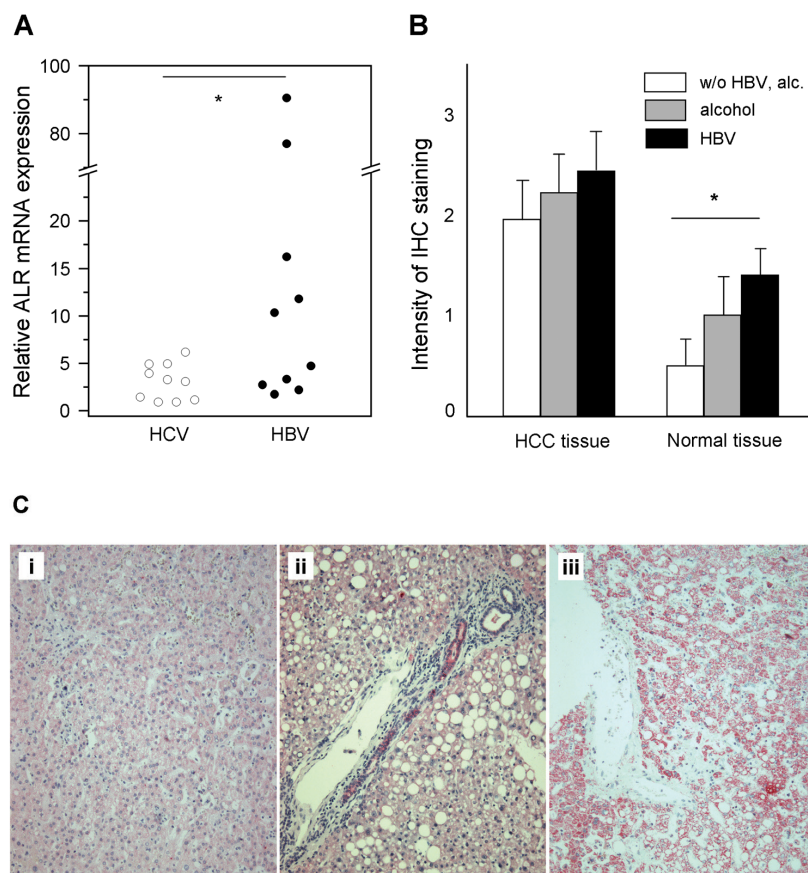 A
Relative ALR mRNA expression
100
80
20
15
10
5
0
*
HCV
HBV
B
Intensity of IHC staining
3
2
1
0
w/o HBV, alc.
alcohol
HBV
*
HCC tissue
Normal tissue
C
i
ii
iii